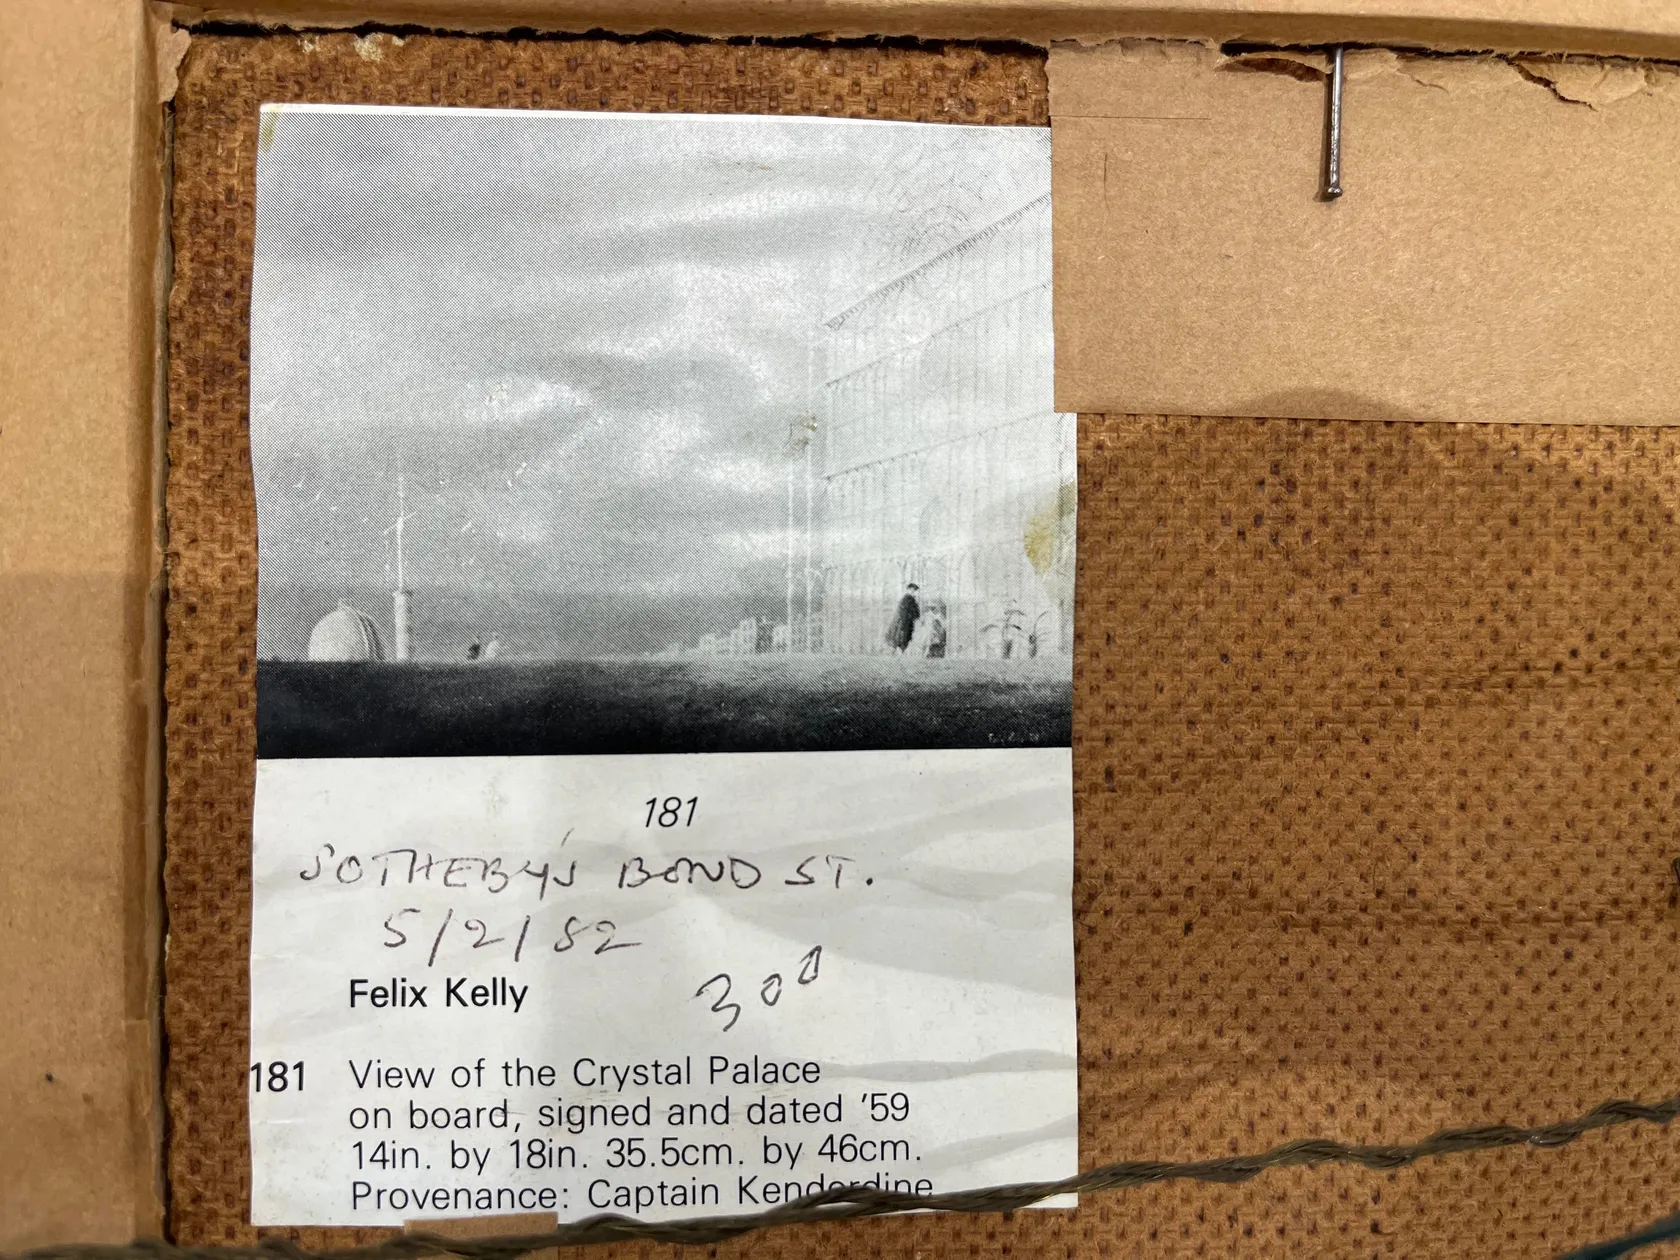 181
SOTHEBY'S BOND ST.
5/2/82
Felix Kelly
300
181 View of the Crystal Palace
on board, signed and dated '59
14in. by 18in. 35.5cm. by 46cm.
Provenance: Captain Kenderdine